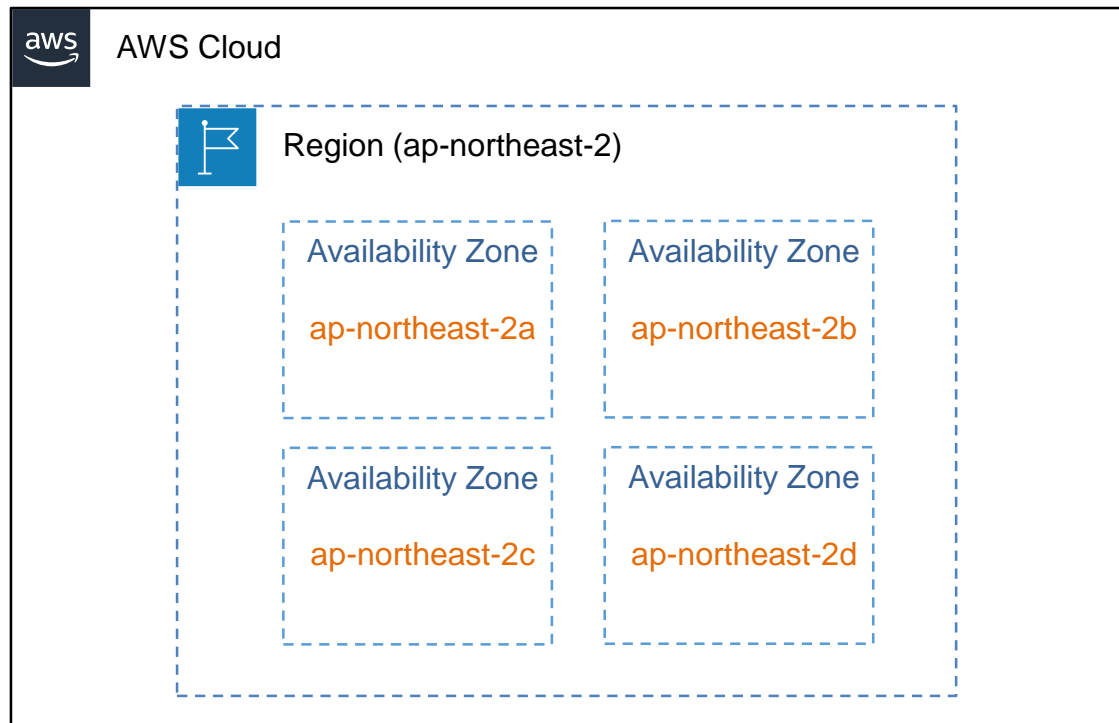 aws
AWS Cloud
Region (ap-northeast-2)
Availability Zone
ap-northeast-2a
Availability Zone
ap-northeast-2b
Availability Zone
ap-northeast-2c
Availability Zone
ap-northeast-2d